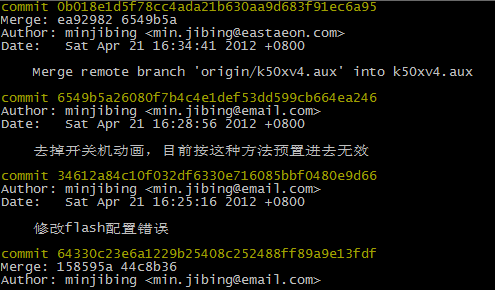 commit 0b018e1d5f78cc4ada21b630aa9d683f91ec6a95
Merge: ea92982 6549b5a
Author: minjibing <min.jibing@eastaeon.com>
Date:   Sat Apr 21 16:34:41 2012 +0800
Merge remote branch 'origin/k50xv4.aux' into k50xv4.aux
commit 6549b5a26080f7b4c4e1def53dd599cb664ea246
Author: minjibing <min.jibing@email.com>
Date:   Sat Apr 21 16:28:56 2012 +0800
去掉开关机动画，目前按这种方法预置进去无效
commit 34612a84c10f032df6330e716085bbf0480e9d66
Author: minjibing <min.jibing@email.com>
Date:   Sat Apr 21 16:25:16 2012 +0800
修改flash配置错误
commit 64330c23e6a1229b25408c252488ff89a9e13fdf
Merge: 158595a 44c8b36
Author: minjibing <min.jibing@email.com>